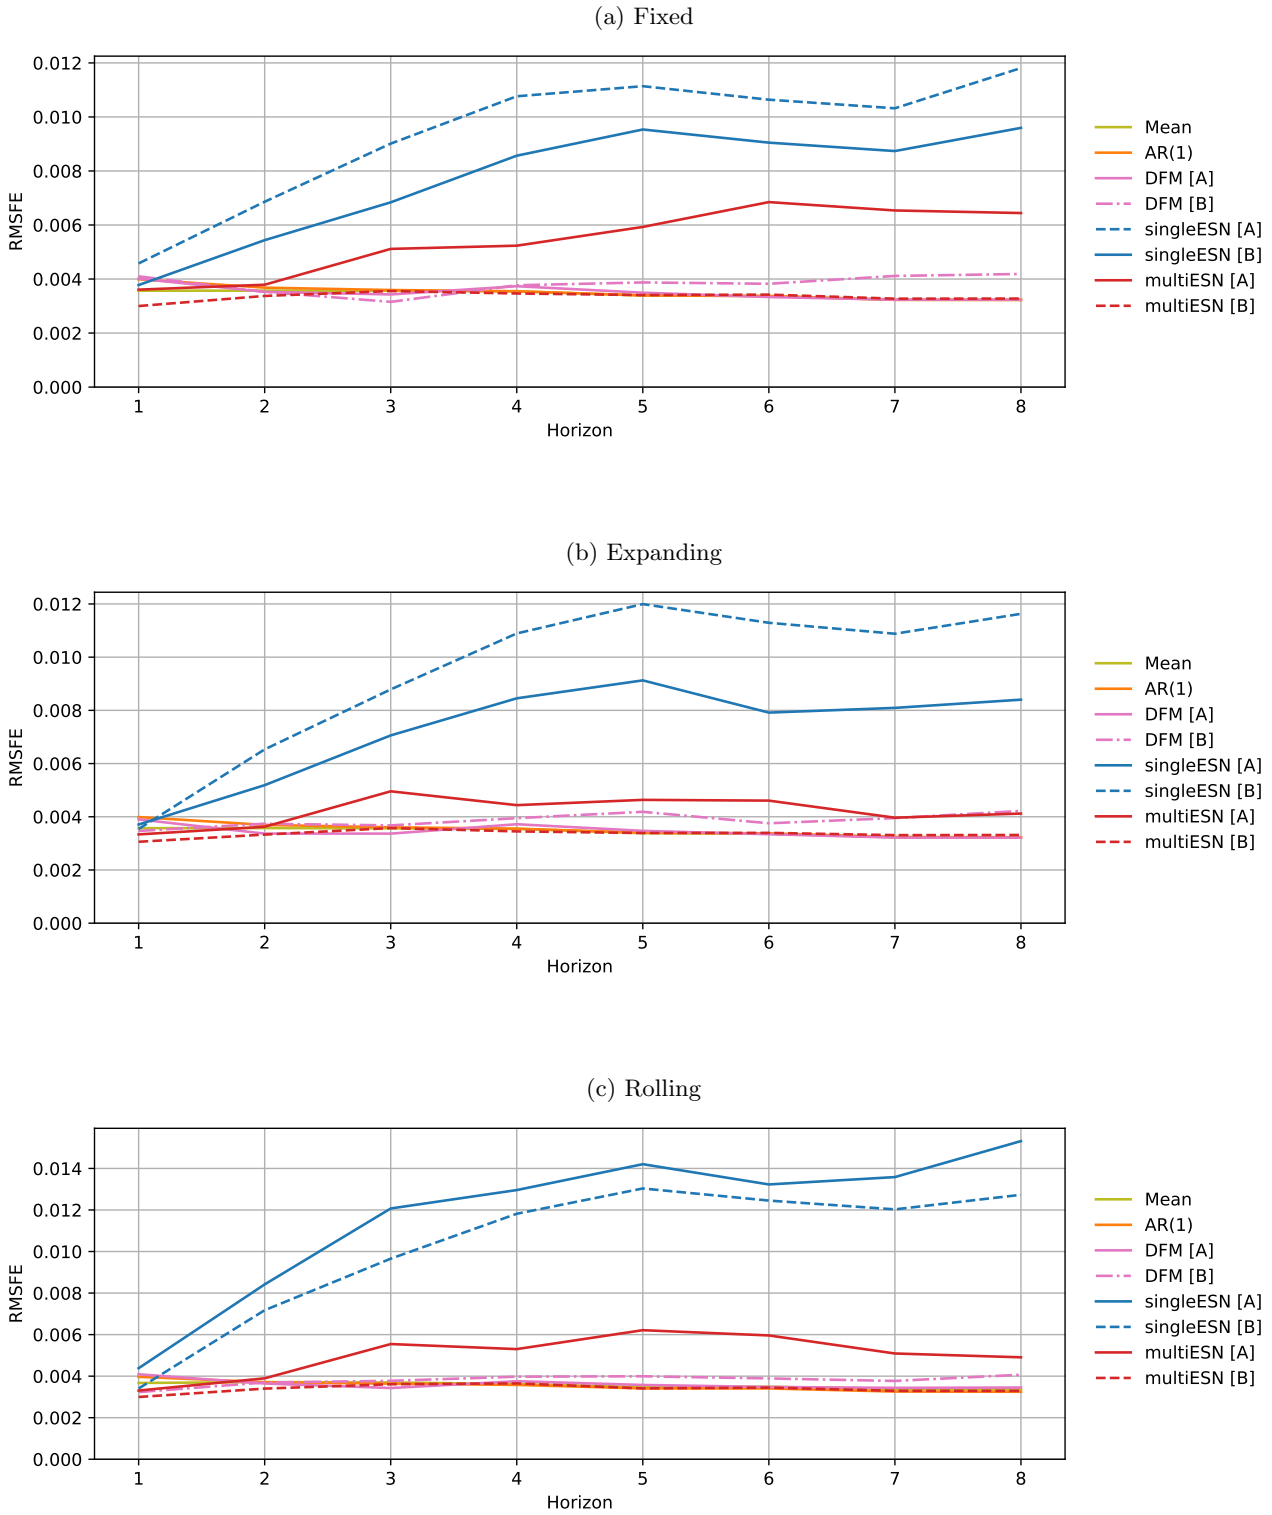 (a) Fixed
0.012
0.010
0.008
0.006
0.004
0.002
0.000
RMSFE
1 2 3 4 5 6 7 8
Horizon
Mean
AR(1)
DFM [A]
DFM [B]
singleESN [A]
singleESN [B]
multiESN [A]
multiESN [B]
(b) Expanding
0.012
0.010
0.008
0.006
0.004
0.002
0.000
RMSFE
1 2 3 4 5 6 7 8
Horizon
Mean
AR(1)
DFM [A]
DFM [B]
singleESN [A]
singleESN [B]
multiESN [A]
multiESN [B]
(c) Rolling
0.014
0.012
0.010
0.008
0.006
0.004
0.002
0.000
RMSFE
1 2 3 4 5 6 7 8
Horizon
Mean
AR(1)
DFM [A]
DFM [B]
singleESN [A]
singleESN [B]
multiESN [A]
multiESN [B]